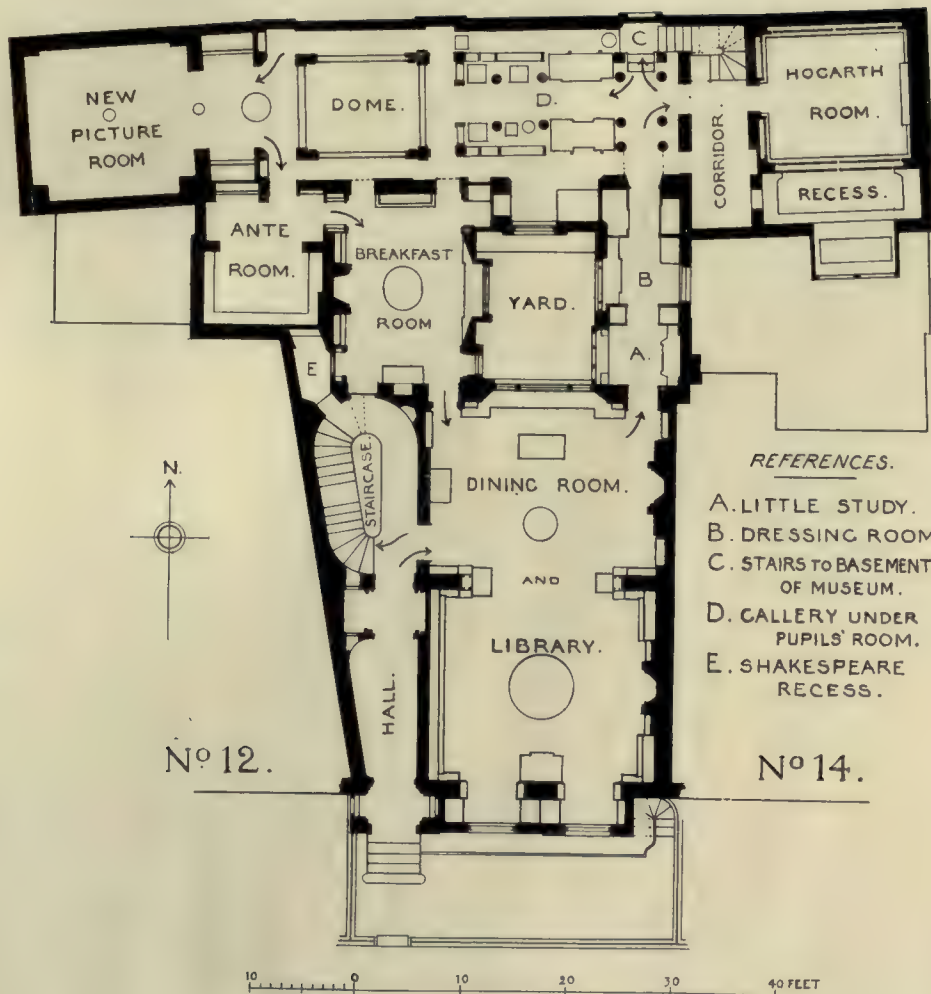 NEW
PICTURE
ROOM
DOME.
D.
C
CORRIDOR.
HOGARTH
ROOM.
RECESS.
ANTE
ROOM.
BREAKFAST
ROOM
YARD.
B
A.
E
STAIRCASE.
N.
DINING ROOM.
AND
LIBRARY.
HALL.
REFERENCES.
A. LITTLE STUDY.
B. DRESSING ROOM
C. STAIRS TO BASEMENT
OF MUSEUM.
D. GALLERY UNDER
PUPILS' ROOM.
E. SHAKESPEARE
RECESS.
No 12.
No 14.
10 0 10 20 30 40 FEET